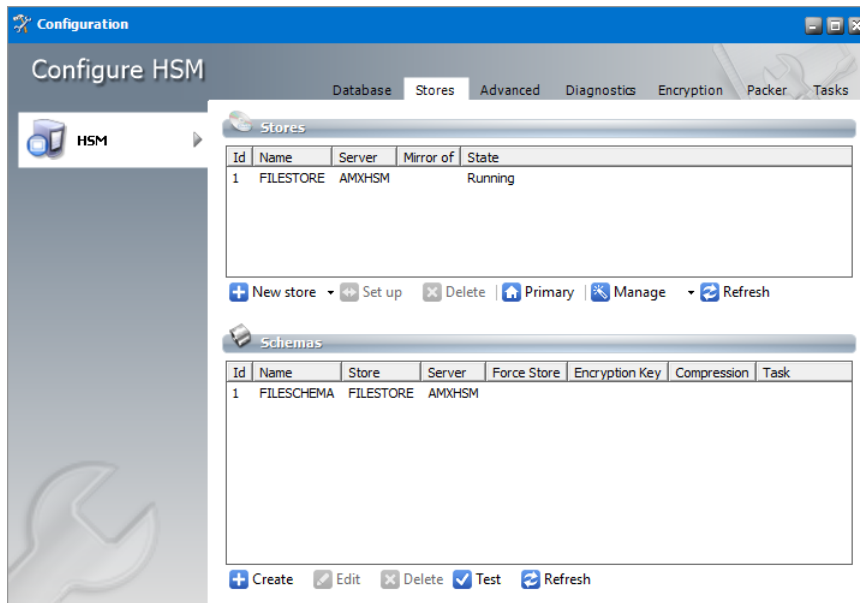 Configuration
Configure HSM
Database Stores Advanced Diagnostics Encryption Packer Tasks
HSM
Stores
Id Name Server Mirror of State
1 FILESTORE AMXHSM Running
New store Set up Delete Primary Manage Refresh
Schemas
Id Name Store Server Force Store Encryption Key Compression Task
1 FILESCHEMA FILESTORE AMXHSM
Create Edit Delete Test Refresh